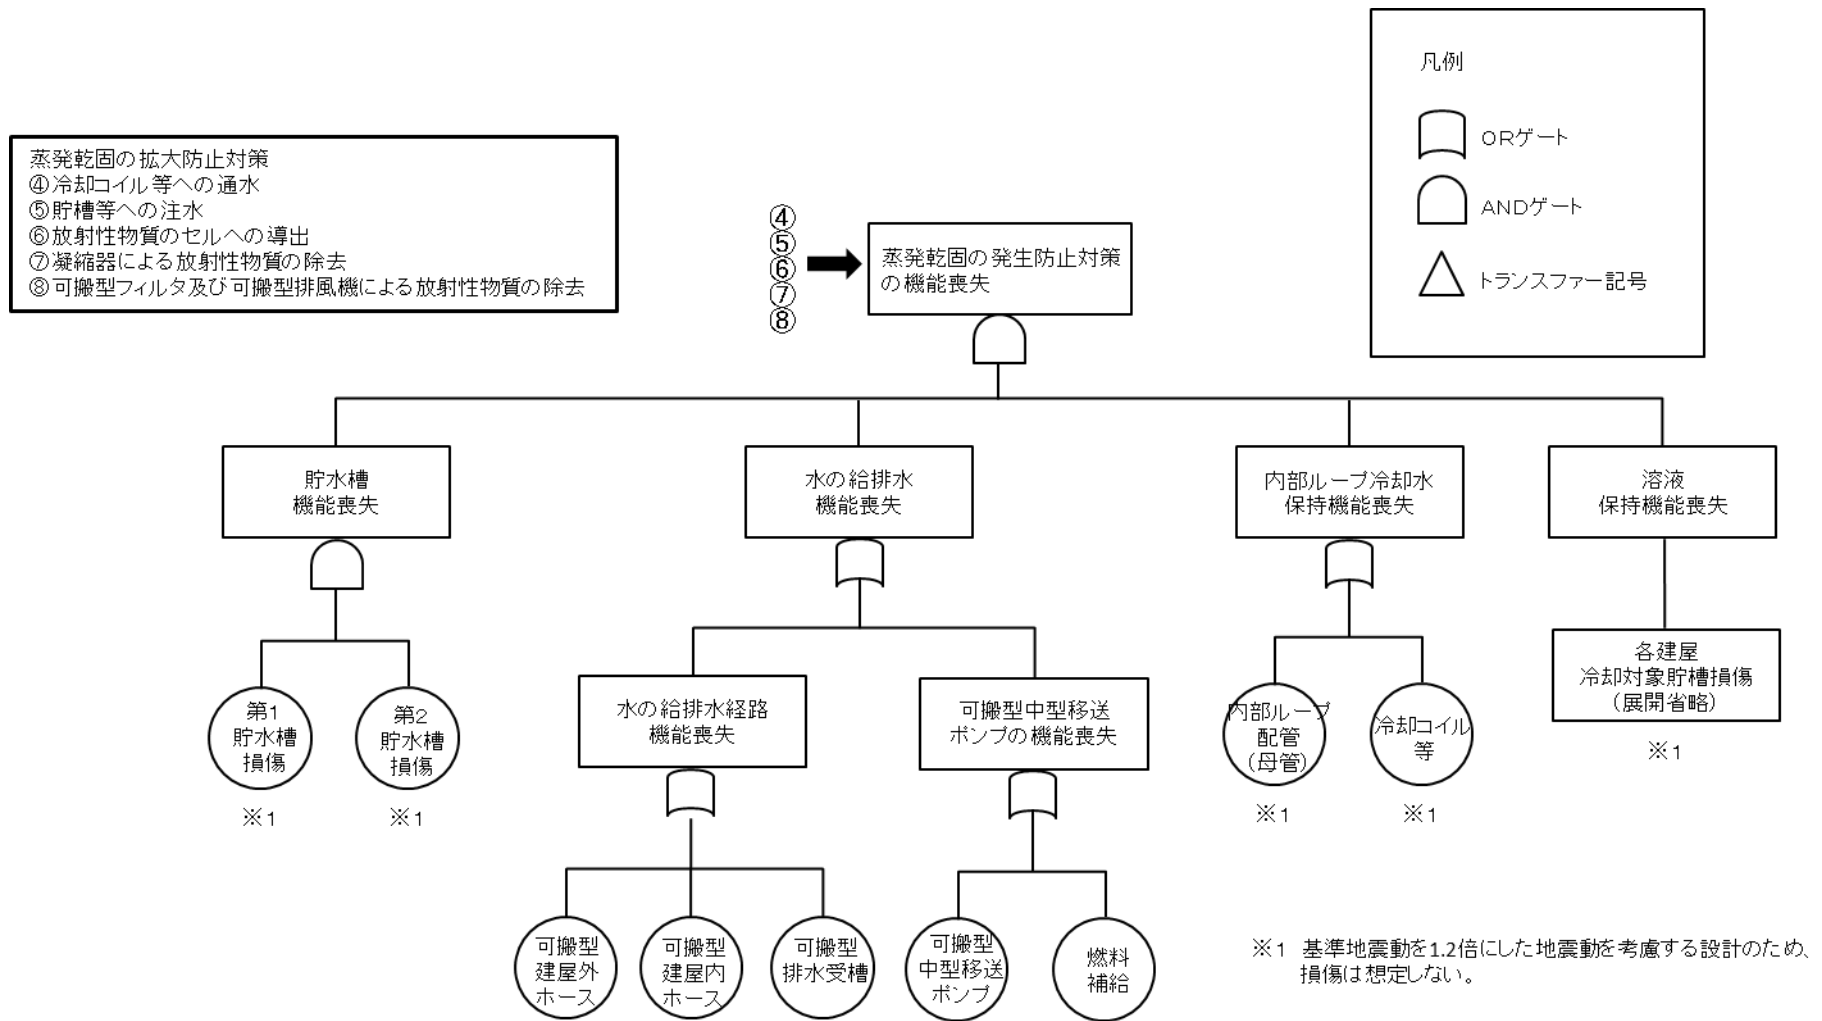 蒸発乾固の拡大防止対策
④冷却コイル等への通水
⑤貯槽等への注水
⑥放射性物質のセルへの導出
⑦凝縮器による放射性物質の除去
⑧可搬型フィルタ及び可搬型排風機による放射性物質の除去
④
⑤
⑥
⑦
⑧
蒸発乾固の発生防止対策
の機能喪失
凡例
ORゲート
ANDゲート
トランスファー記号
貯水槽
機能喪失
水の給排水
機能喪失
内部ループ冷却水
保持機能喪失
溶液
保持機能喪失
第1
貯水槽
損傷
※1
第2
貯水槽
損傷
※1
水の給排水経路
機能喪失
可搬型中型移送
ポンプの機能喪失
内部ループ
配管
(母管)
※1
冷却コイル
等
※1
各建屋
冷却対象貯槽損傷
(展開省略)
※1
可搬型
建屋外
ホース
可搬型
建屋内
ホース
可搬型
排水受槽
可搬型
中型移送
ポンプ
燃料
補給
※1 基準地震動を1.2倍にした地震動を考慮する設計のため、
損傷は想定しない。